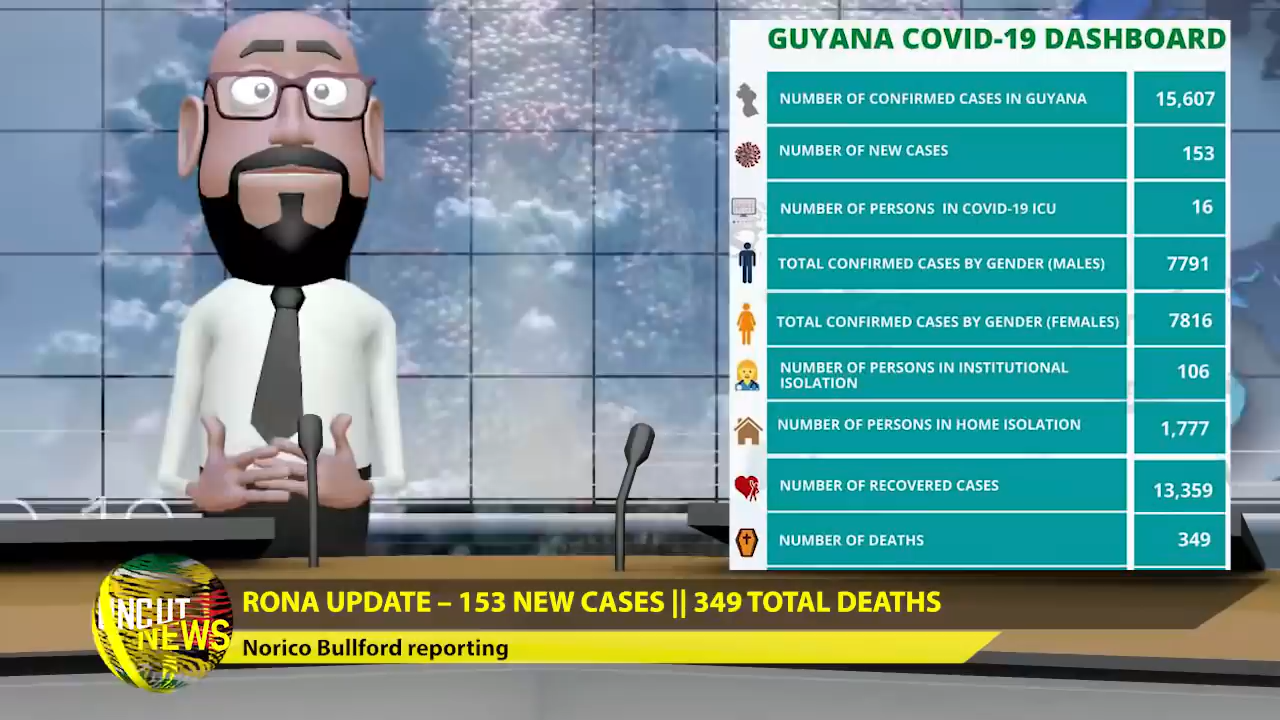 GUYANA COVID-19 DASHBOARD
NUMBER OF CONFIRMED CASES IN GUYANA 15,607
NUMBER OF NEW CASES 153
NUMBER OF PERSONS IN COVID-19 ICU 16
TOTAL CONFIRMED CASES BY GENDER (MALES) 7791
TOTAL CONFIRMED CASES BY GENDER (FEMALES) 7816
NUMBER OF PERSONS IN INSTITUTIONAL
ISOLATION 106
NUMBER OF PERSONS IN HOME ISOLATION 1,777
NUMBER OF RECOVERED CASES 13,359
NUMBER OF DEATHS 349
UNCUT
NEWS
RONA UPDATE – 153 NEW CASES || 349 TOTAL DEATHS
Norico Bullford reporting